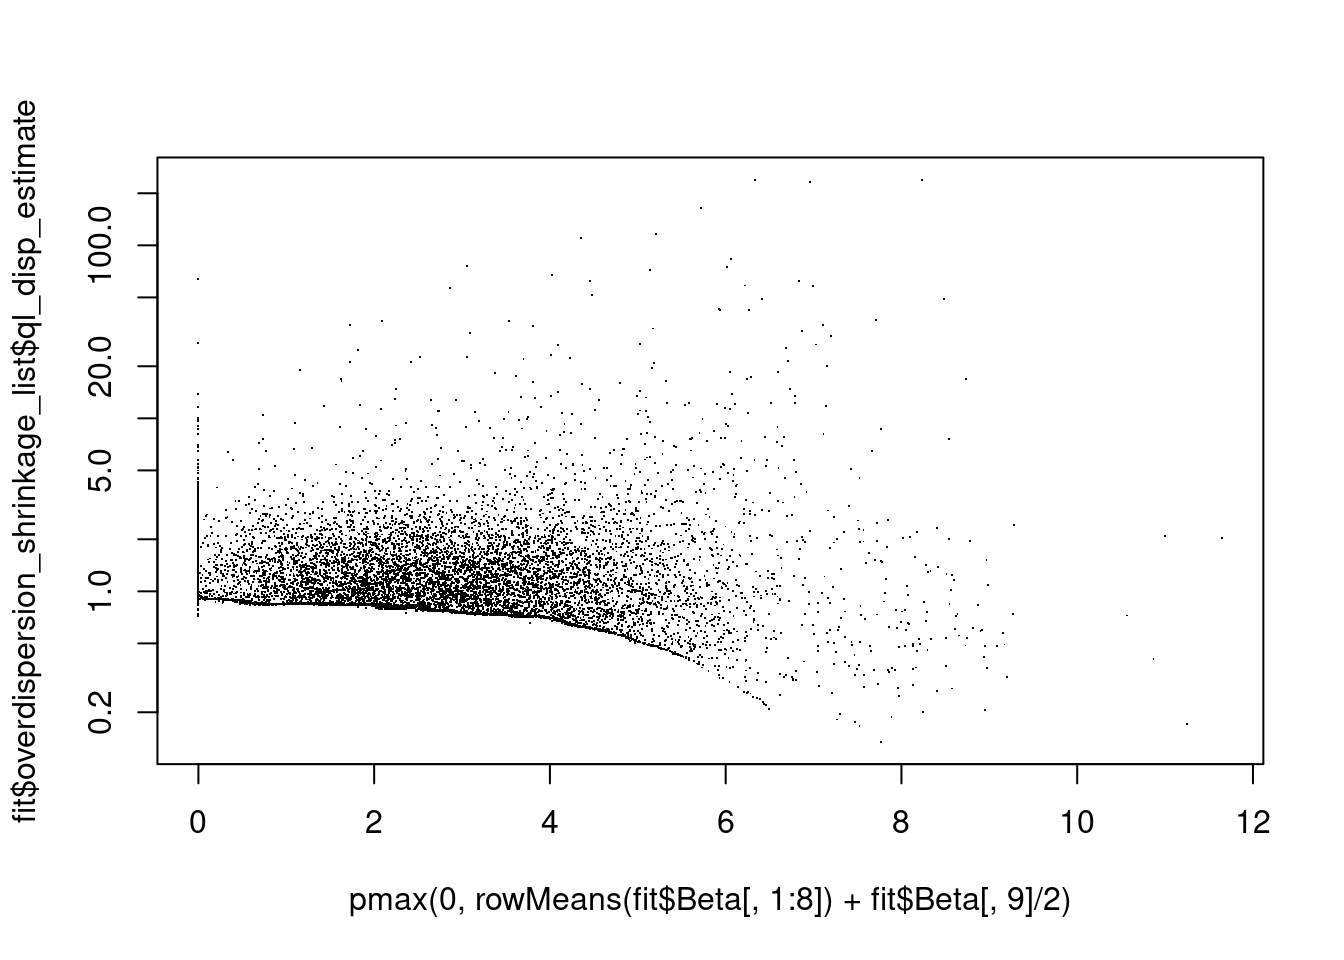 fit$overdispersion_shrinkage_list$ql_disp_estimate
100.0
20.0
5.0
1.0
0.2
0 2 4 6 8 10 12
pmax(0, rowMeans(fit$Beta[, 1:8]) + fit$Beta[, 9]/2)